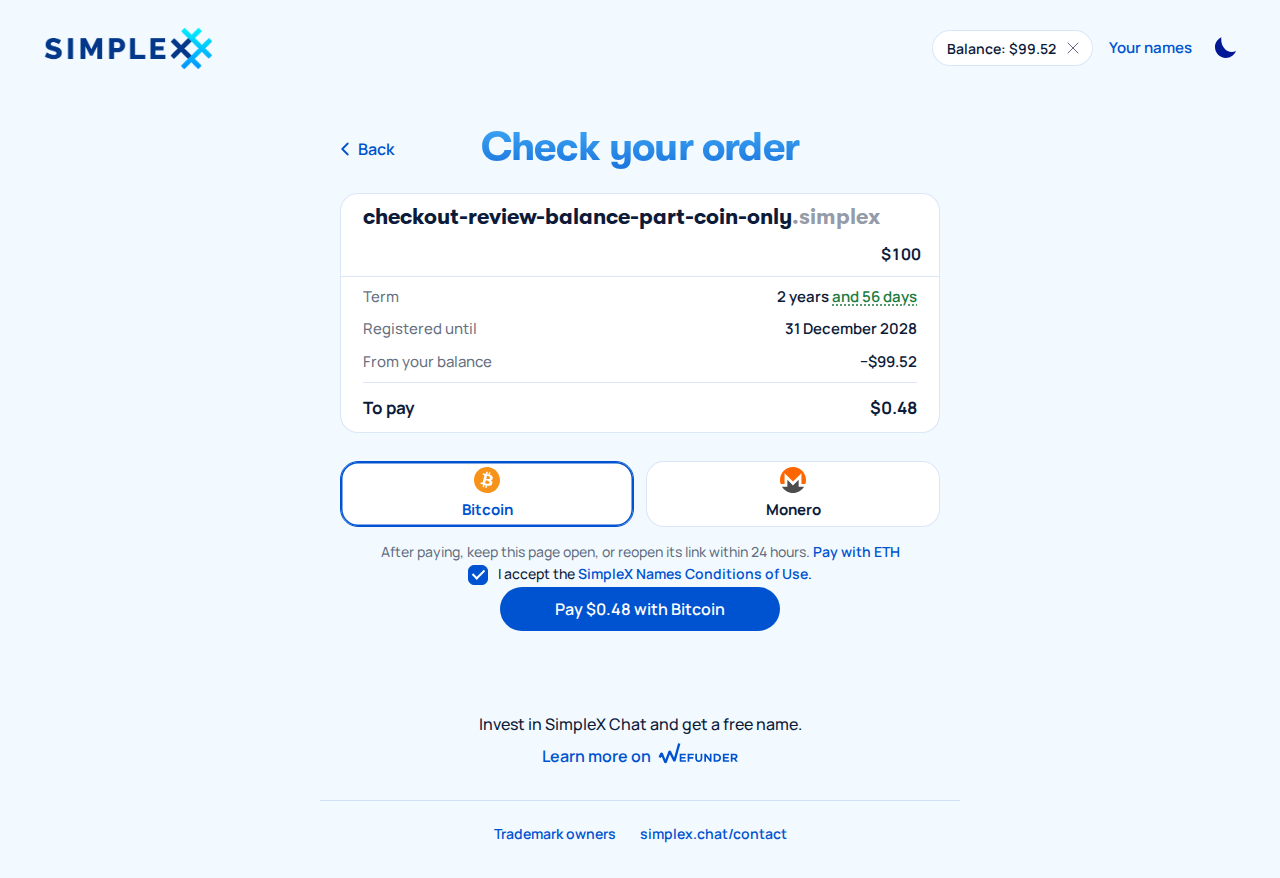 SIMPLEX
Balance: $99.52
Your names
Back
Check your order
checkout-review-balance-part-coin-only.simplex
$100
Term
2 years and 56 days
Registered until
31 December 2028
From your balance
−$99.52
To pay
$0.48
Bitcoin
Monero
After paying, keep this page open, or reopen its link within 24 hours. Pay with ETH
I accept the SimpleX Names Conditions of Use.
Pay $0.48 with Bitcoin
Invest in SimpleX Chat and get a free name.
Learn more on WEFUNDER
Trademark owners
simplex.chat/contact